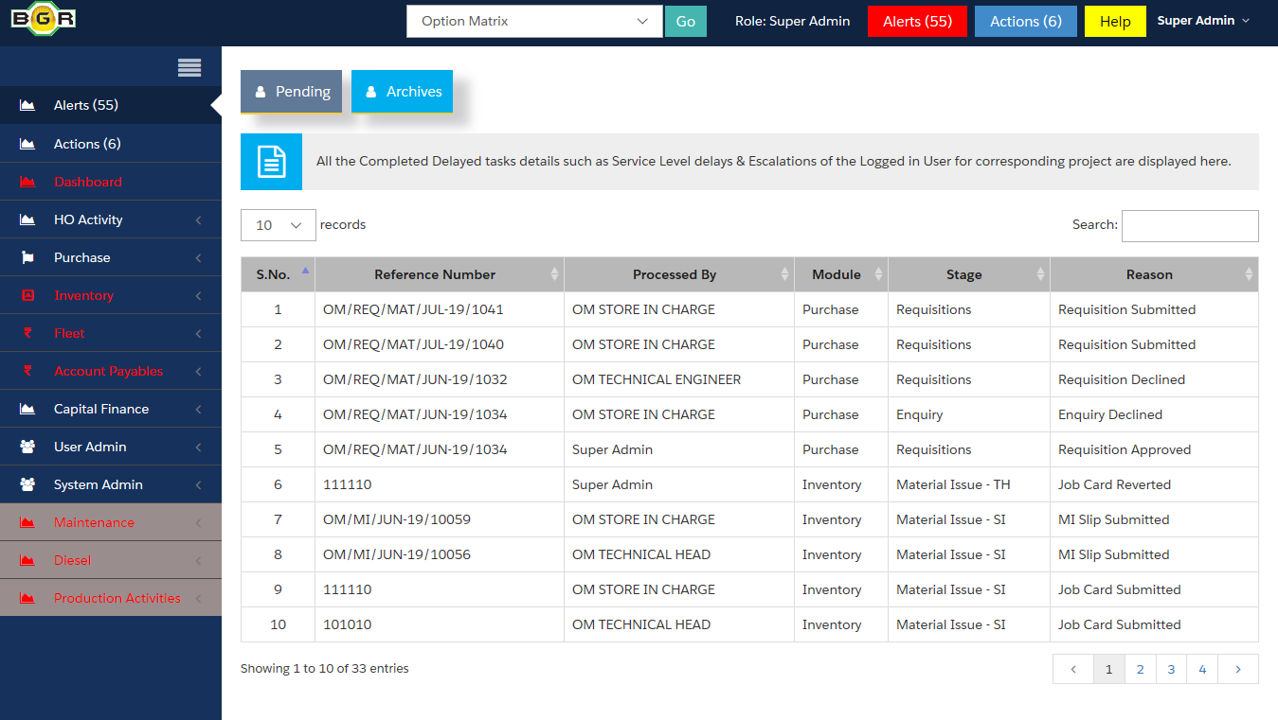 BGR
Option Matrix
Go
Role: Super Admin
Alerts (55)
Actions (6)
Help
Super Admin
Alerts (55)
Actions (6)
Dashboard
HO Activity
Purchase
Inventory
Fleet
Account Payables
Capital Finance
User Admin
System Admin
Maintenance
Diesel
Production Activities
Pending
Archives
All the Completed Delayed tasks details such as Service Level delays & Escalations of the Logged in User for corresponding project are displayed here.
10 records
Search:
S.No. Reference Number Processed By Module Stage Reason
1 OM/REQ/MAT/JUL-19/1041 OM STORE IN CHARGE Purchase Requisitions Requisition Submitted
2 OM/REQ/MAT/JUL-19/1040 OM STORE IN CHARGE Purchase Requisitions Requisition Submitted
3 OM/REQ/MAT/JUN-19/1032 OM TECHNICAL ENGINEER Purchase Requisitions Requisition Declined
4 OM/REQ/MAT/JUN-19/1034 OM STORE IN CHARGE Purchase Enquiry Enquiry Declined
5 OM/REQ/MAT/JUN-19/1034 Super Admin Purchase Requisitions Requisition Approved
6 111110 Super Admin Inventory Material Issue - TH Job Card Reverted
7 OM/MI/JUN-19/10059 OM STORE IN CHARGE Inventory Material Issue - SI MI Slip Submitted
8 OM/MI/JUN-19/10056 OM TECHNICAL HEAD Inventory Material Issue - SI MI Slip Submitted
9 111110 OM STORE IN CHARGE Inventory Material Issue - SI Job Card Submitted
10 101010 OM TECHNICAL HEAD Inventory Material Issue - SI Job Card Submitted
Showing 1 to 10 of 33 entries
1 2 3 4